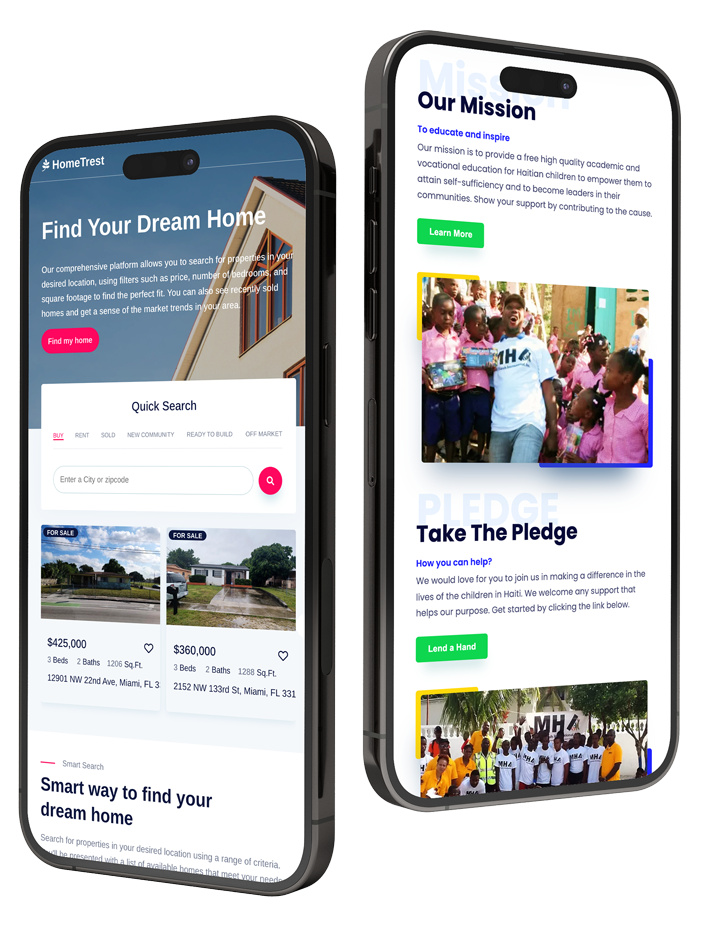 HomeTrest
Find Your Dream Home
Our comprehensive platform allows you to search for properties in your
desired location, using filters such as price, number of bedrooms, and
square footage to find the perfect fit. You can also see recently sold
homes and get a sense of the market trends in your area.
Find my home
Quick Search
BUY RENT SOLD NEW COMMUNITY READY TO BUILD OFF MARKET
Enter a City or zipcode
FOR SALE
$425,000
3 Beds 2 Baths 1206 Sq.Ft.
12901 NW 22nd Ave, Miami, FL 3
FOR SALE
$360,000
3 Beds 2 Baths 1288 Sq.Ft.
2152 NW 133rd St, Miami, FL 331
Smart Search
Smart way to find your
dream home
Search for properties in your desired location using a range of criteria,
be presented with a list of available homes that meet your needs
Mission
Our Mission
To educate and inspire
Our mission is to provide a free high quality academic and
vocational education for Haitian children to empower them to
attain self-sufficiency and to become leaders in their
communities. Show your support by contributing to the cause.
Learn More
MHA
PLEDGE
Take The Pledge
How you can help?
We would love for you to join us in making a difference in the
lives of the children in Haiti. We welcome any support that
helps our purpose. Get started by clicking the link below.
Lend a Hand
MHA
MHA
MHA
MHA